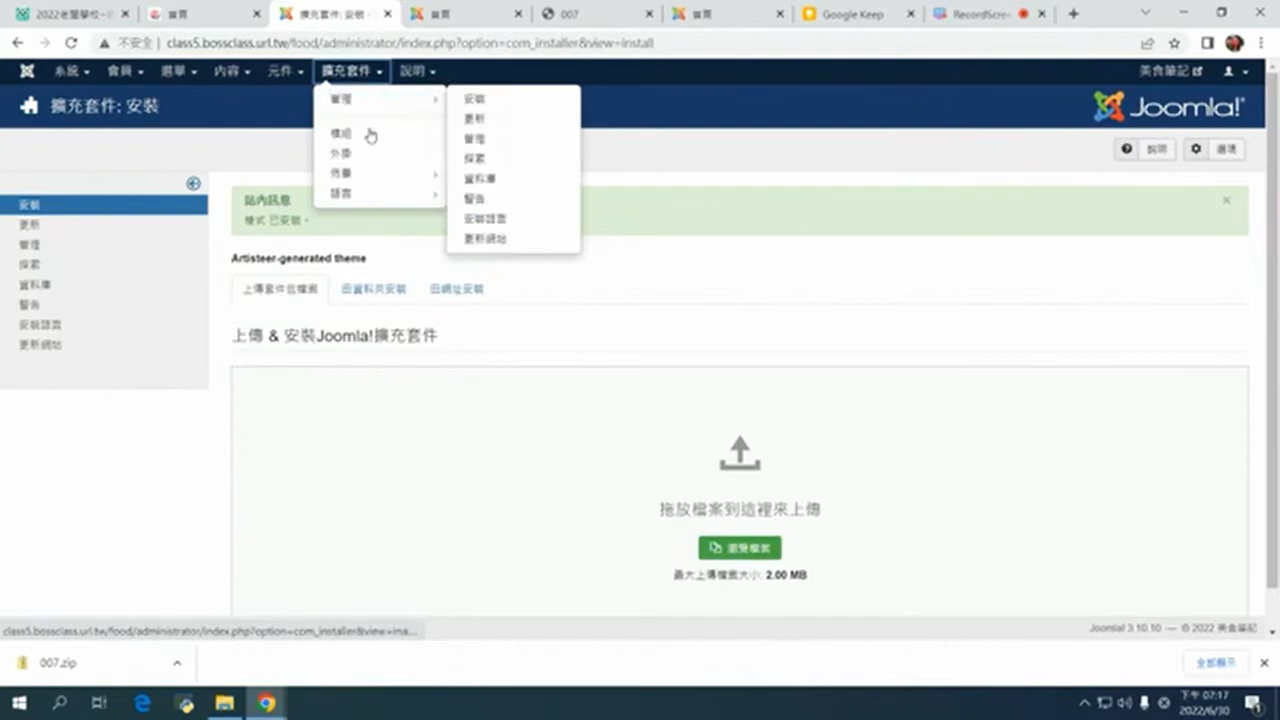 2022老闆學校-
首頁
擴充套件: 安裝 -
首頁
007
首頁
Google Keep
RecordScre
不安全
class5.bossclass.url.tw/food/administrator/index.php?option=com_installer&view=install
系統
會員
選單
內容
元件
擴充套件
說明
美食筆記
擴充套件: 安裝
Joomla!
說明
選項
管理
模組
外掛
佈景
語言
安裝
更新
管理
探索
資料庫
警告
安裝語言
更新網站
安裝
更新
管理
探索
資料庫
警告
安裝語言
更新網站
站內訊息
樣式 已安裝。
Artisteer-generated theme
上傳套件包檔案
由資料夾安裝
由網址安裝
上傳 & 安裝Joomla!擴充套件
拖放檔案到這裡來上傳
瀏覽檔案
最大上傳檔案大小: 2.00 MB
class5.bossclass.url.tw/food/administrator/index.php?option=com_installer&view=ins...
Joomla! 3.10.10 — © 2022 美食筆記
007.zip
全部顯示
下午 07:17
2022/6/30